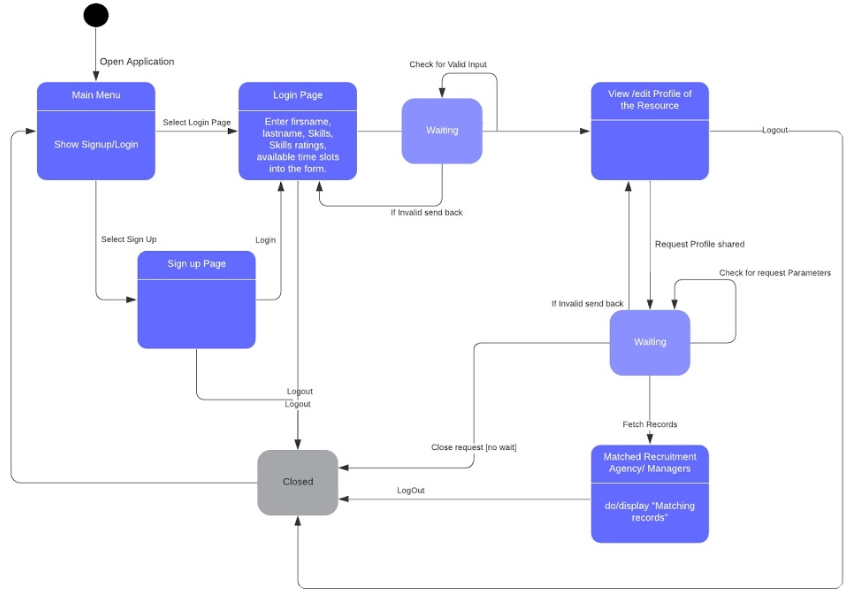 Open Application
Check for Valid Input
Main Menu
Login Page
View /edit Profile of
the Resource
Show Signup/Login
Select Login Page
Enter firsname,
lastname, Skills,
Skills ratings,
available time slots
into the form.
Waiting
Logout
If Invalid send back
Select Sign Up
Login
Request Profile shared
Sign up Page
Check for request Parameters
If Invalid send back
Waiting
Logout
Logout
Fetch Records
Close request [no wait]
Matched Recruitment
Agency/ Managers
Closed
LogOut
do/display "Matching
records"